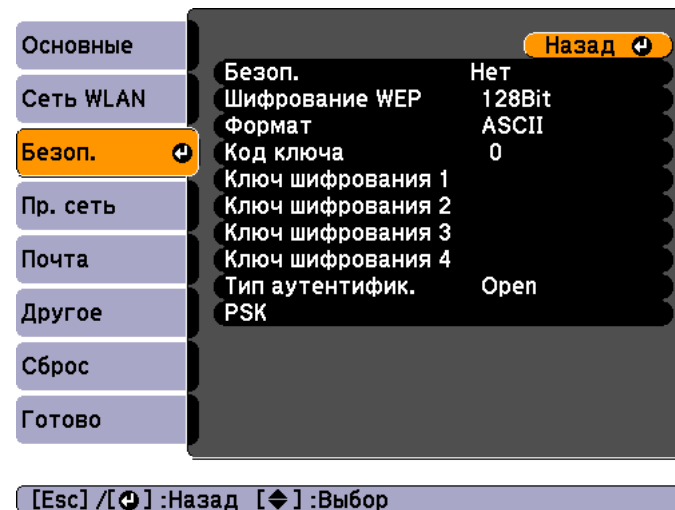 Основные
Сеть WLAN
Безоп.
Пр. сеть
Почта
Другое
Сброс
Готово
Назад
Безоп. Нет
Шифрование WEP 128Bit
Формат ASCII
Код ключа 0
Ключ шифрования 1
Ключ шифрования 2
Ключ шифрования 3
Ключ шифрования 4
Тип аутентифик. Open
PSK
[Esc] /[ ] :Назад [ ] :Выбор